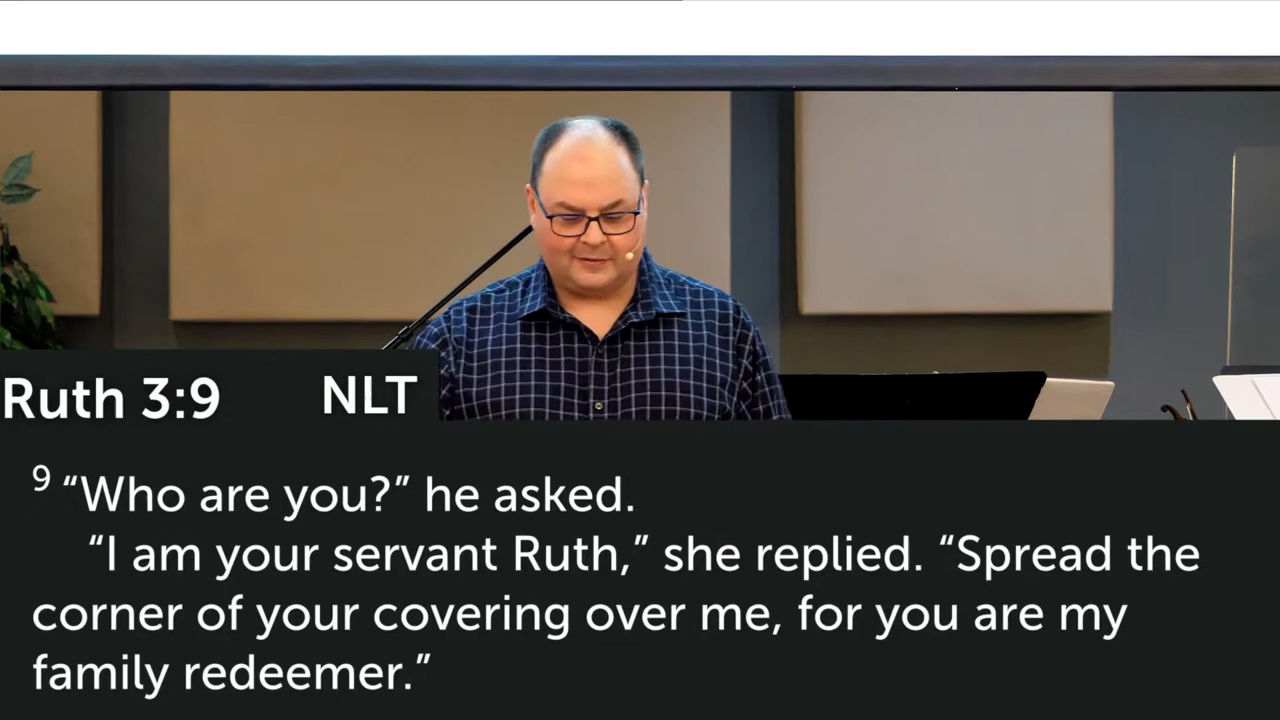 Ruth 3:9 NLT
9 “Who are you?” he asked.
“I am your servant Ruth,” she replied. “Spread the
corner of your covering over me, for you are my
family redeemer.”